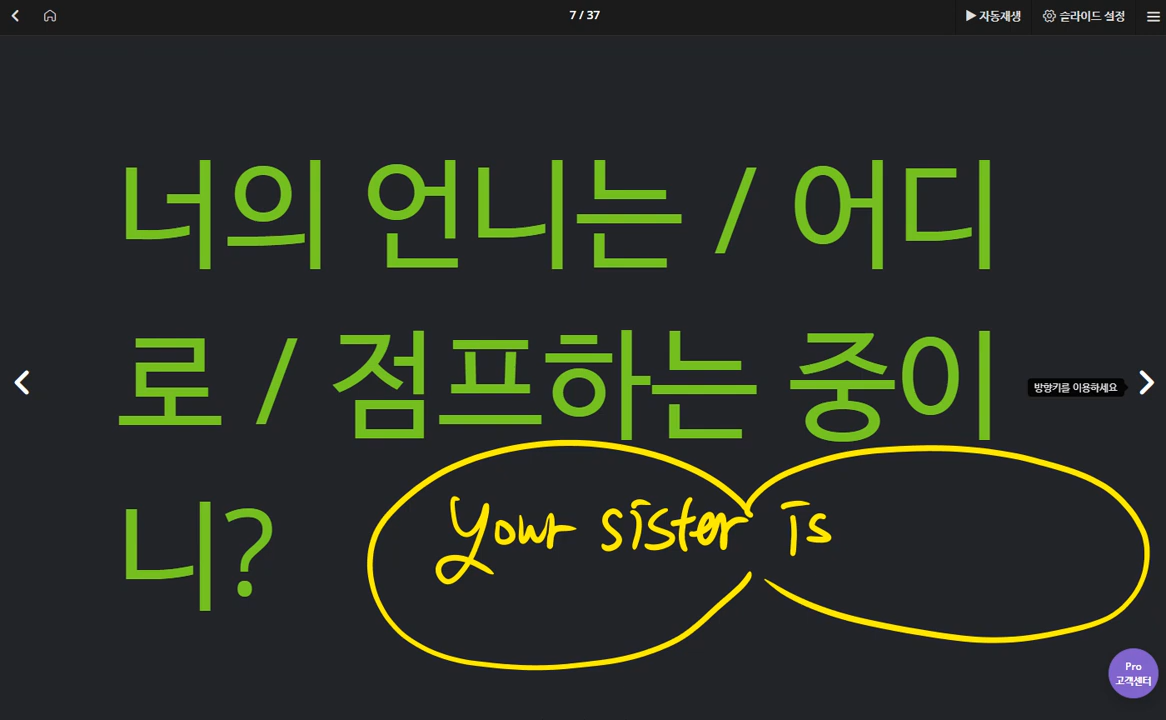 7 / 37
▶ 자동재생
슬라이드 설정
너의 언니는 / 어디
로 / 점프하는 중이
방향키를 이용하세요
니?
your sister is
Pro
고객센터